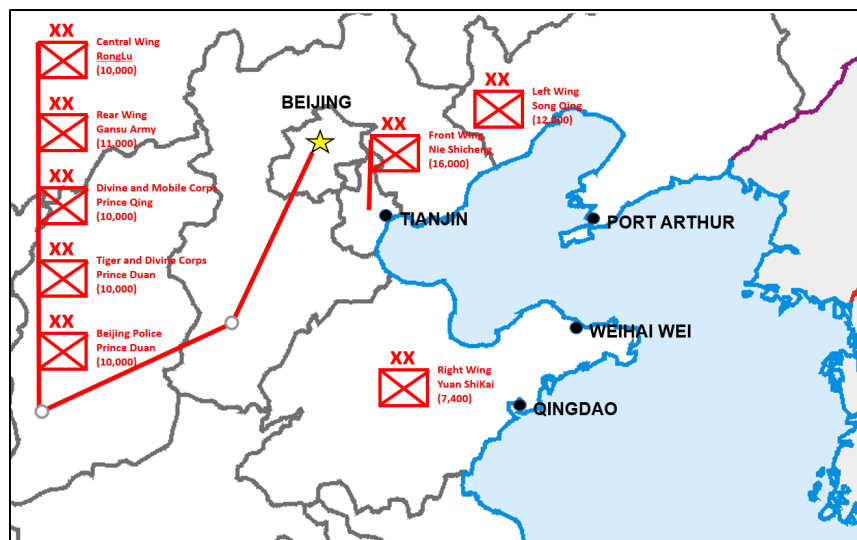 XX
Central Wing
RongLu
(10,000)
XX
Rear Wing
Gansu Army
(11,000)
XX
Divine and Mobile Corps
Prince Qing
(10,000)
XX
Tiger and Divine Corps
Prince Duan
(10,000)
XX
Beijing Police
Prince Duan
(10,000)
BEIJING
XX
Front Wing
Nie Shicheng
(16,000)
XX
Left Wing
Song Qing
(12,000)
TIANJIN
PORT ARTHUR
WEIHAI WEI
XX
Right Wing
Yuan ShiKai
(7,400)
QINGDAO